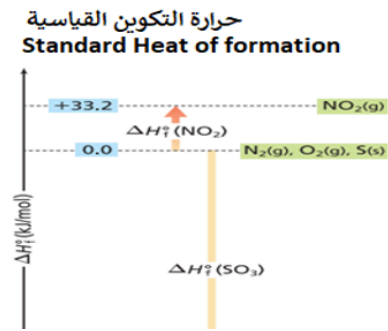 حرارة التكوين القياسية
Standard Heat of formation
+33.2 NO₂(g)
ΔH°f(NO₂)
0.0 N₂(g), O₂(g), S(s)
ΔH°f(kJ/mol)
ΔH°f(SO₃)